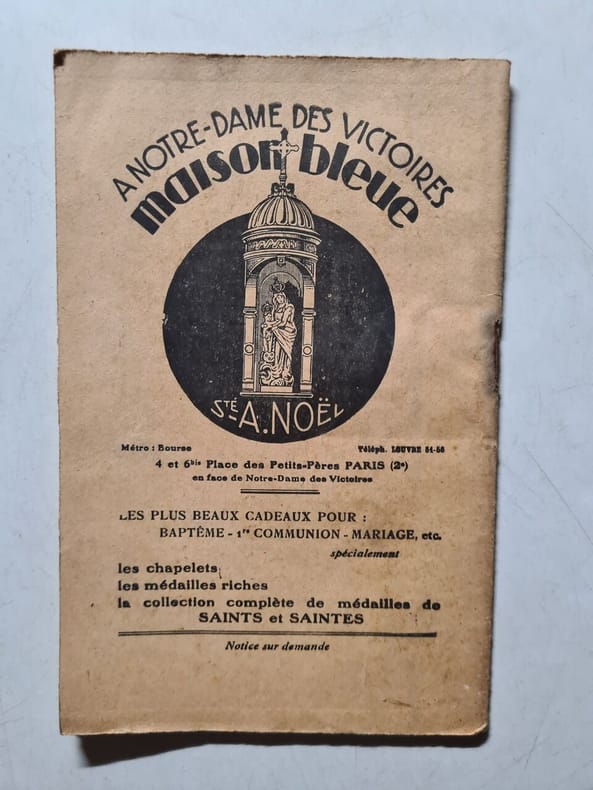 A NOTRE-DAME DES VICTOIRES
maison bleue
STÉ A. NOËL
Métro : Bourse Téléph. LOUVRE 51-56
4 et 6bis Place des Petits-Pères PARIS (2e)
en face de Notre-Dame des Victoires
LES PLUS BEAUX CADEAUX POUR :
BAPTÊME - 1re COMMUNION - MARIAGE, etc.
spécialement
les chapelets
les médailles riches
la collection complète de médailles de
SAINTS et SAINTES
Notice sur demande